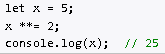 let x = 5;
x **= 2;
console.log(x);  // 25